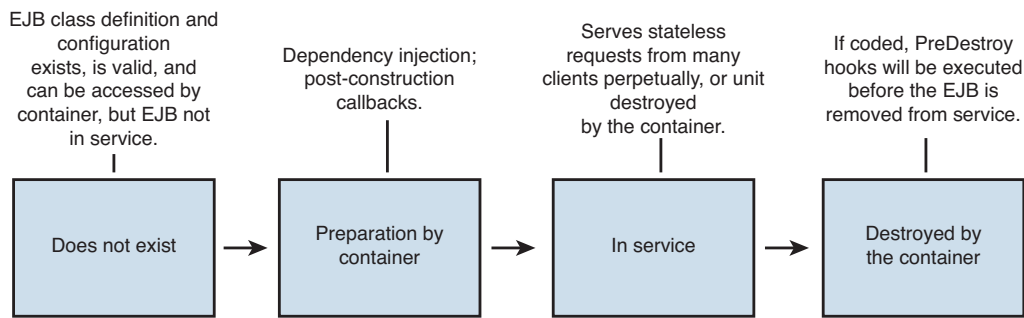 EJB class definition and
configuration
exists, is valid, and
can be accessed by
container, but EJB not
in service.
Dependency injection;
post-construction
callbacks.
Serves stateless
requests from many
clients perpetually, or unit
destroyed
by the container.
If coded, PreDestroy
hooks will be executed
before the EJB is
removed from service.
Does not exist
Preparation by
container
In service
Destroyed by
the container